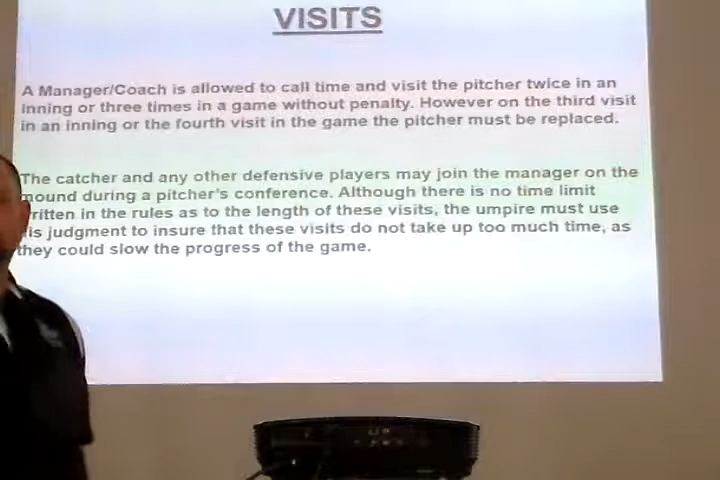 VISITS
A Manager/Coach is allowed to call time and visit the pitcher twice in an
inning or three times in a game without penalty. However on the third visit
in an inning or the fourth visit in the game the pitcher must be replaced.
The catcher and any other defensive players may join the manager on the
mound during a pitcher's conference. Although there is no time limit
written in the rules as to the length of these visits, the umpire must use
his judgment to insure that these visits do not take up too much time, as
they could slow the progress of the game.